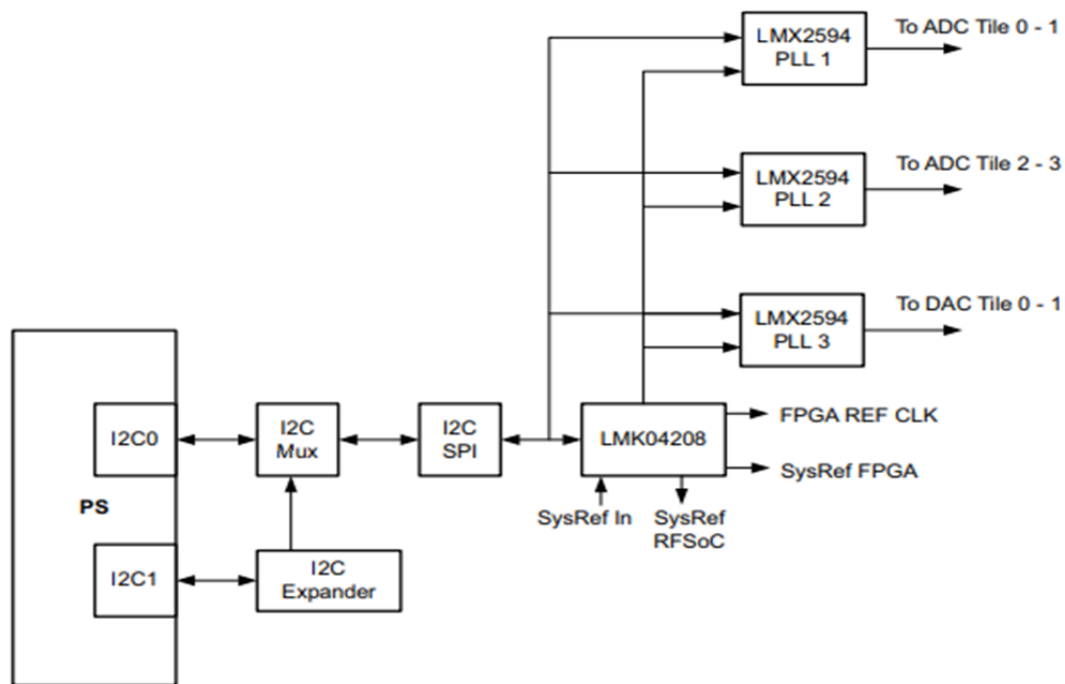 LMX2594
PLL 1
To ADC Tile 0 - 1
LMX2594
PLL 2
To ADC Tile 2 - 3
LMX2594
PLL 3
To DAC Tile 0 - 1
PS
I2C0
I2C
Mux
I2C
SPI
LMK04208
FPGA REF CLK
SysRef FPGA
SysRef In
SysRef
RFSoC
I2C1
I2C
Expander